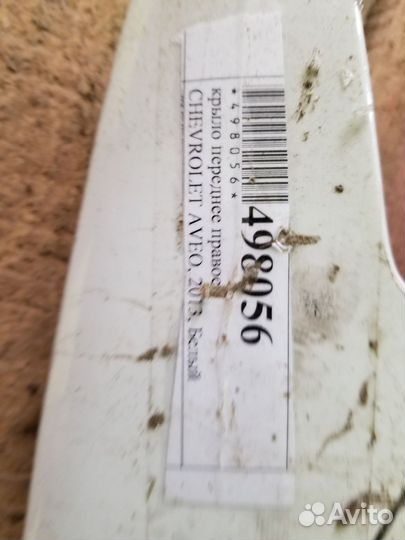 *498056*
498056
крыло переднее правое
CHEVROLET AVEO, 2013, Белый
Avito